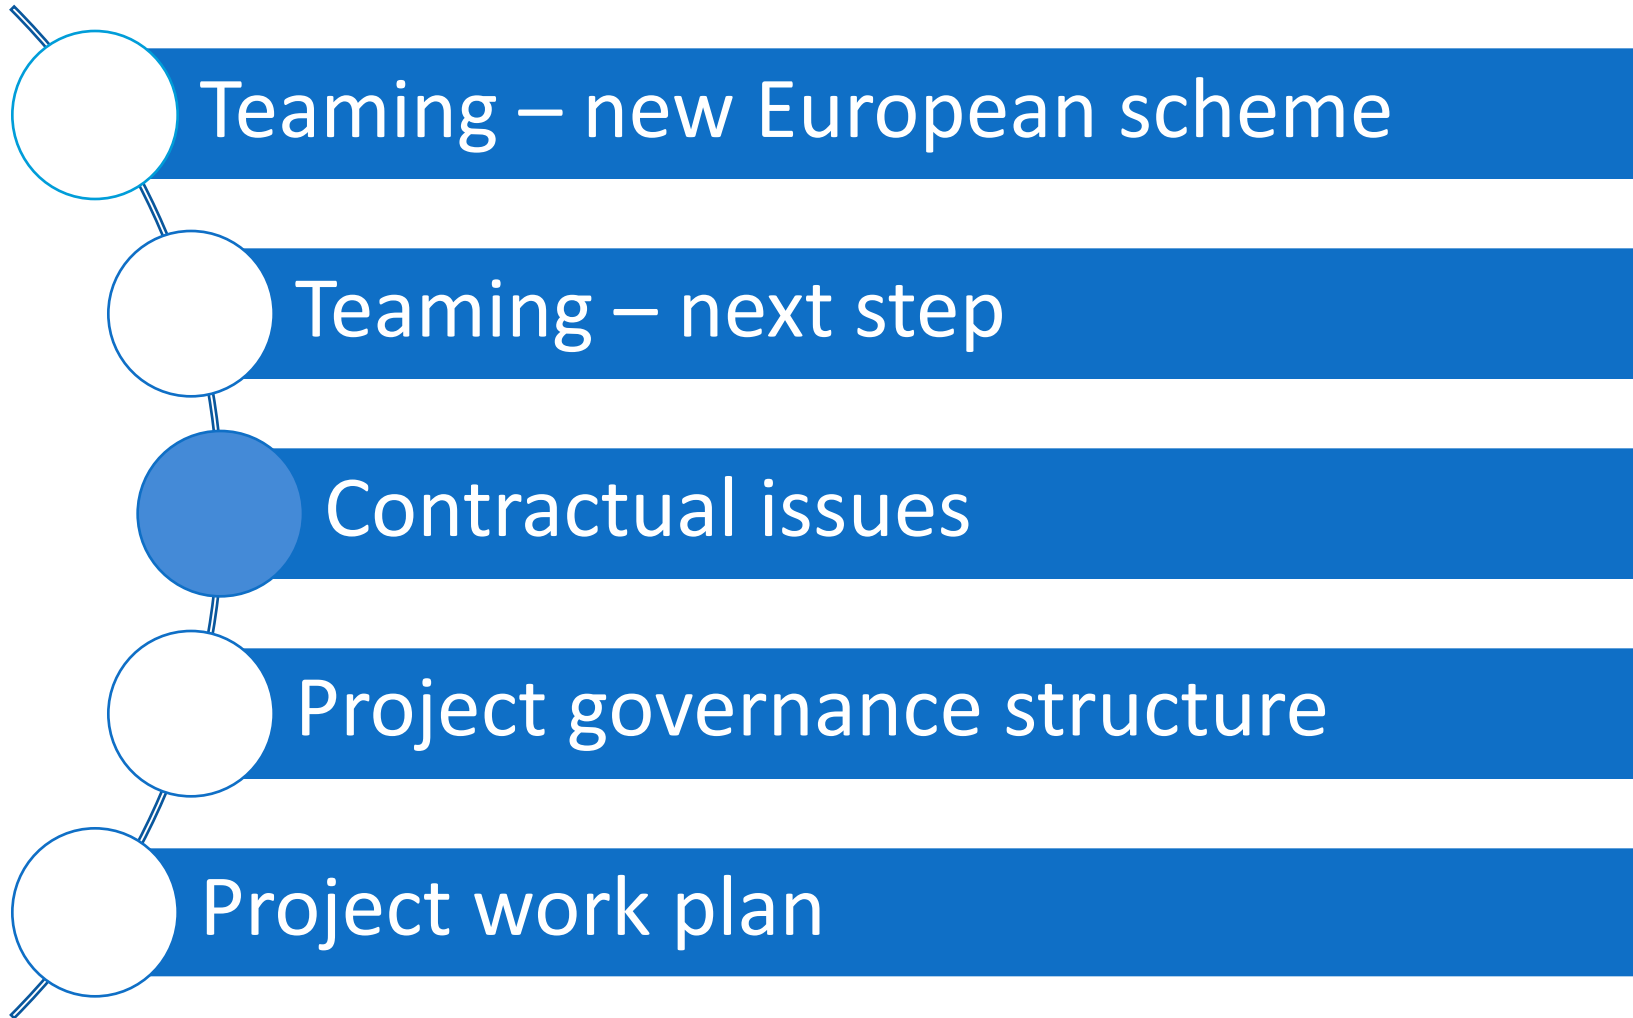 Teaming – new European scheme
Teaming – next step
Contractual issues
Project governance structure
Project work plan